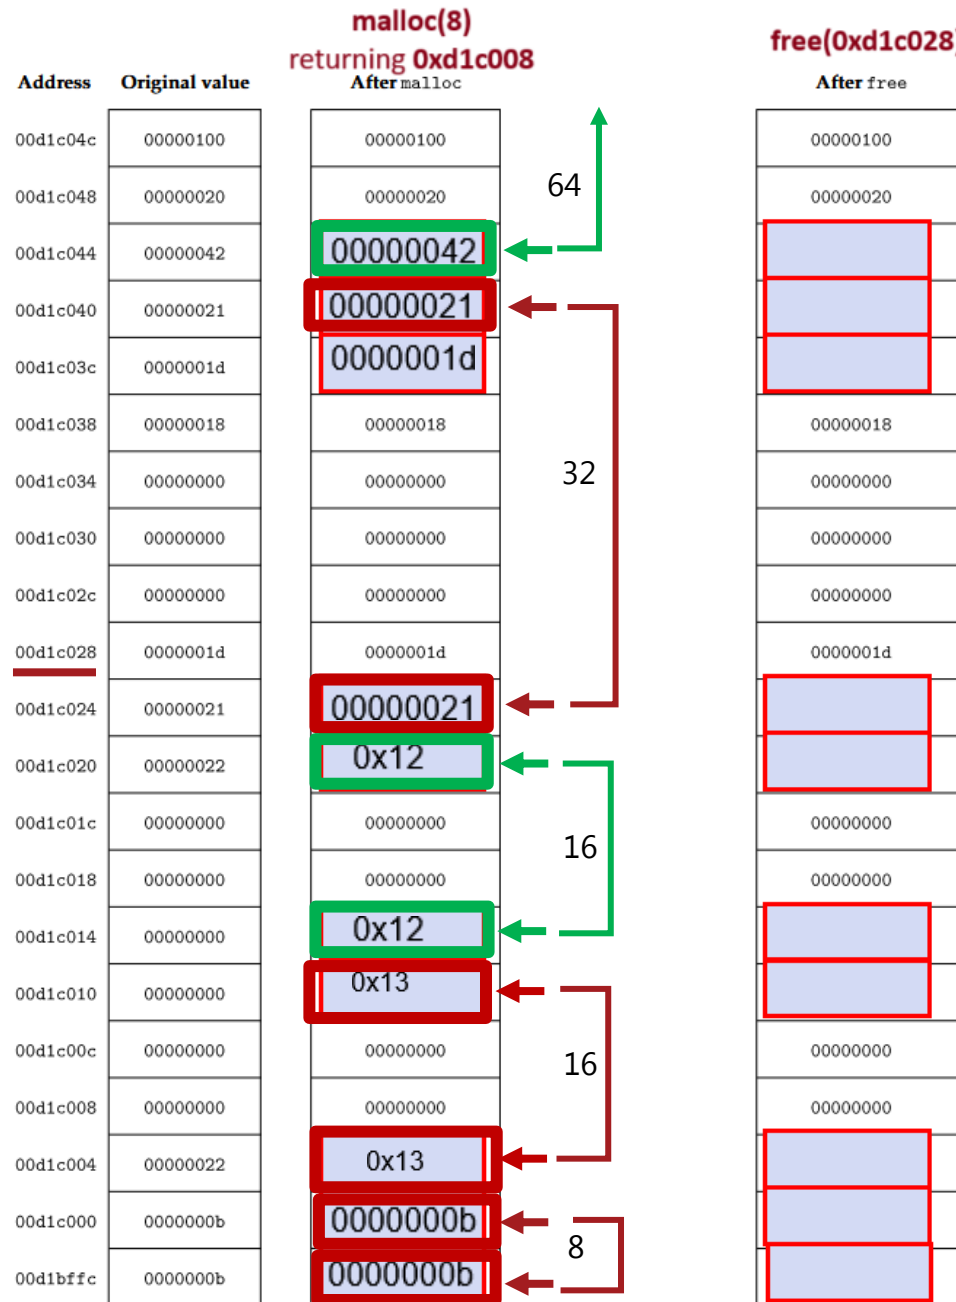 malloc(8)
returning 0xd1c008
free(0xd1c028)
Address Original value After malloc After free
00d1c04c 00000100 00000100 00000100
64
00d1c048 00000020 00000020 00000020
00d1c044 00000042 00000042
00d1c040 00000021 00000021
00d1c03c 0000001d 0000001d
00d1c038 00000018 00000018 00000018
32
00d1c034 00000000 00000000 00000000
00d1c030 00000000 00000000 00000000
00d1c02c 00000000 00000000 00000000
00d1c028 0000001d 0000001d 0000001d
00d1c024 00000021 00000021
00d1c020 00000022 0x12
00d1c01c 00000000 00000000 00000000
16
00d1c018 00000000 00000000 00000000
00d1c014 00000000 0x12
00d1c010 00000000 0x13
00d1c00c 00000000 00000000 00000000
16
00d1c008 00000000 00000000 00000000
00d1c004 00000022 0x13
00d1c000 0000000b 0000000b
8
00d1bffc 0000000b 0000000b